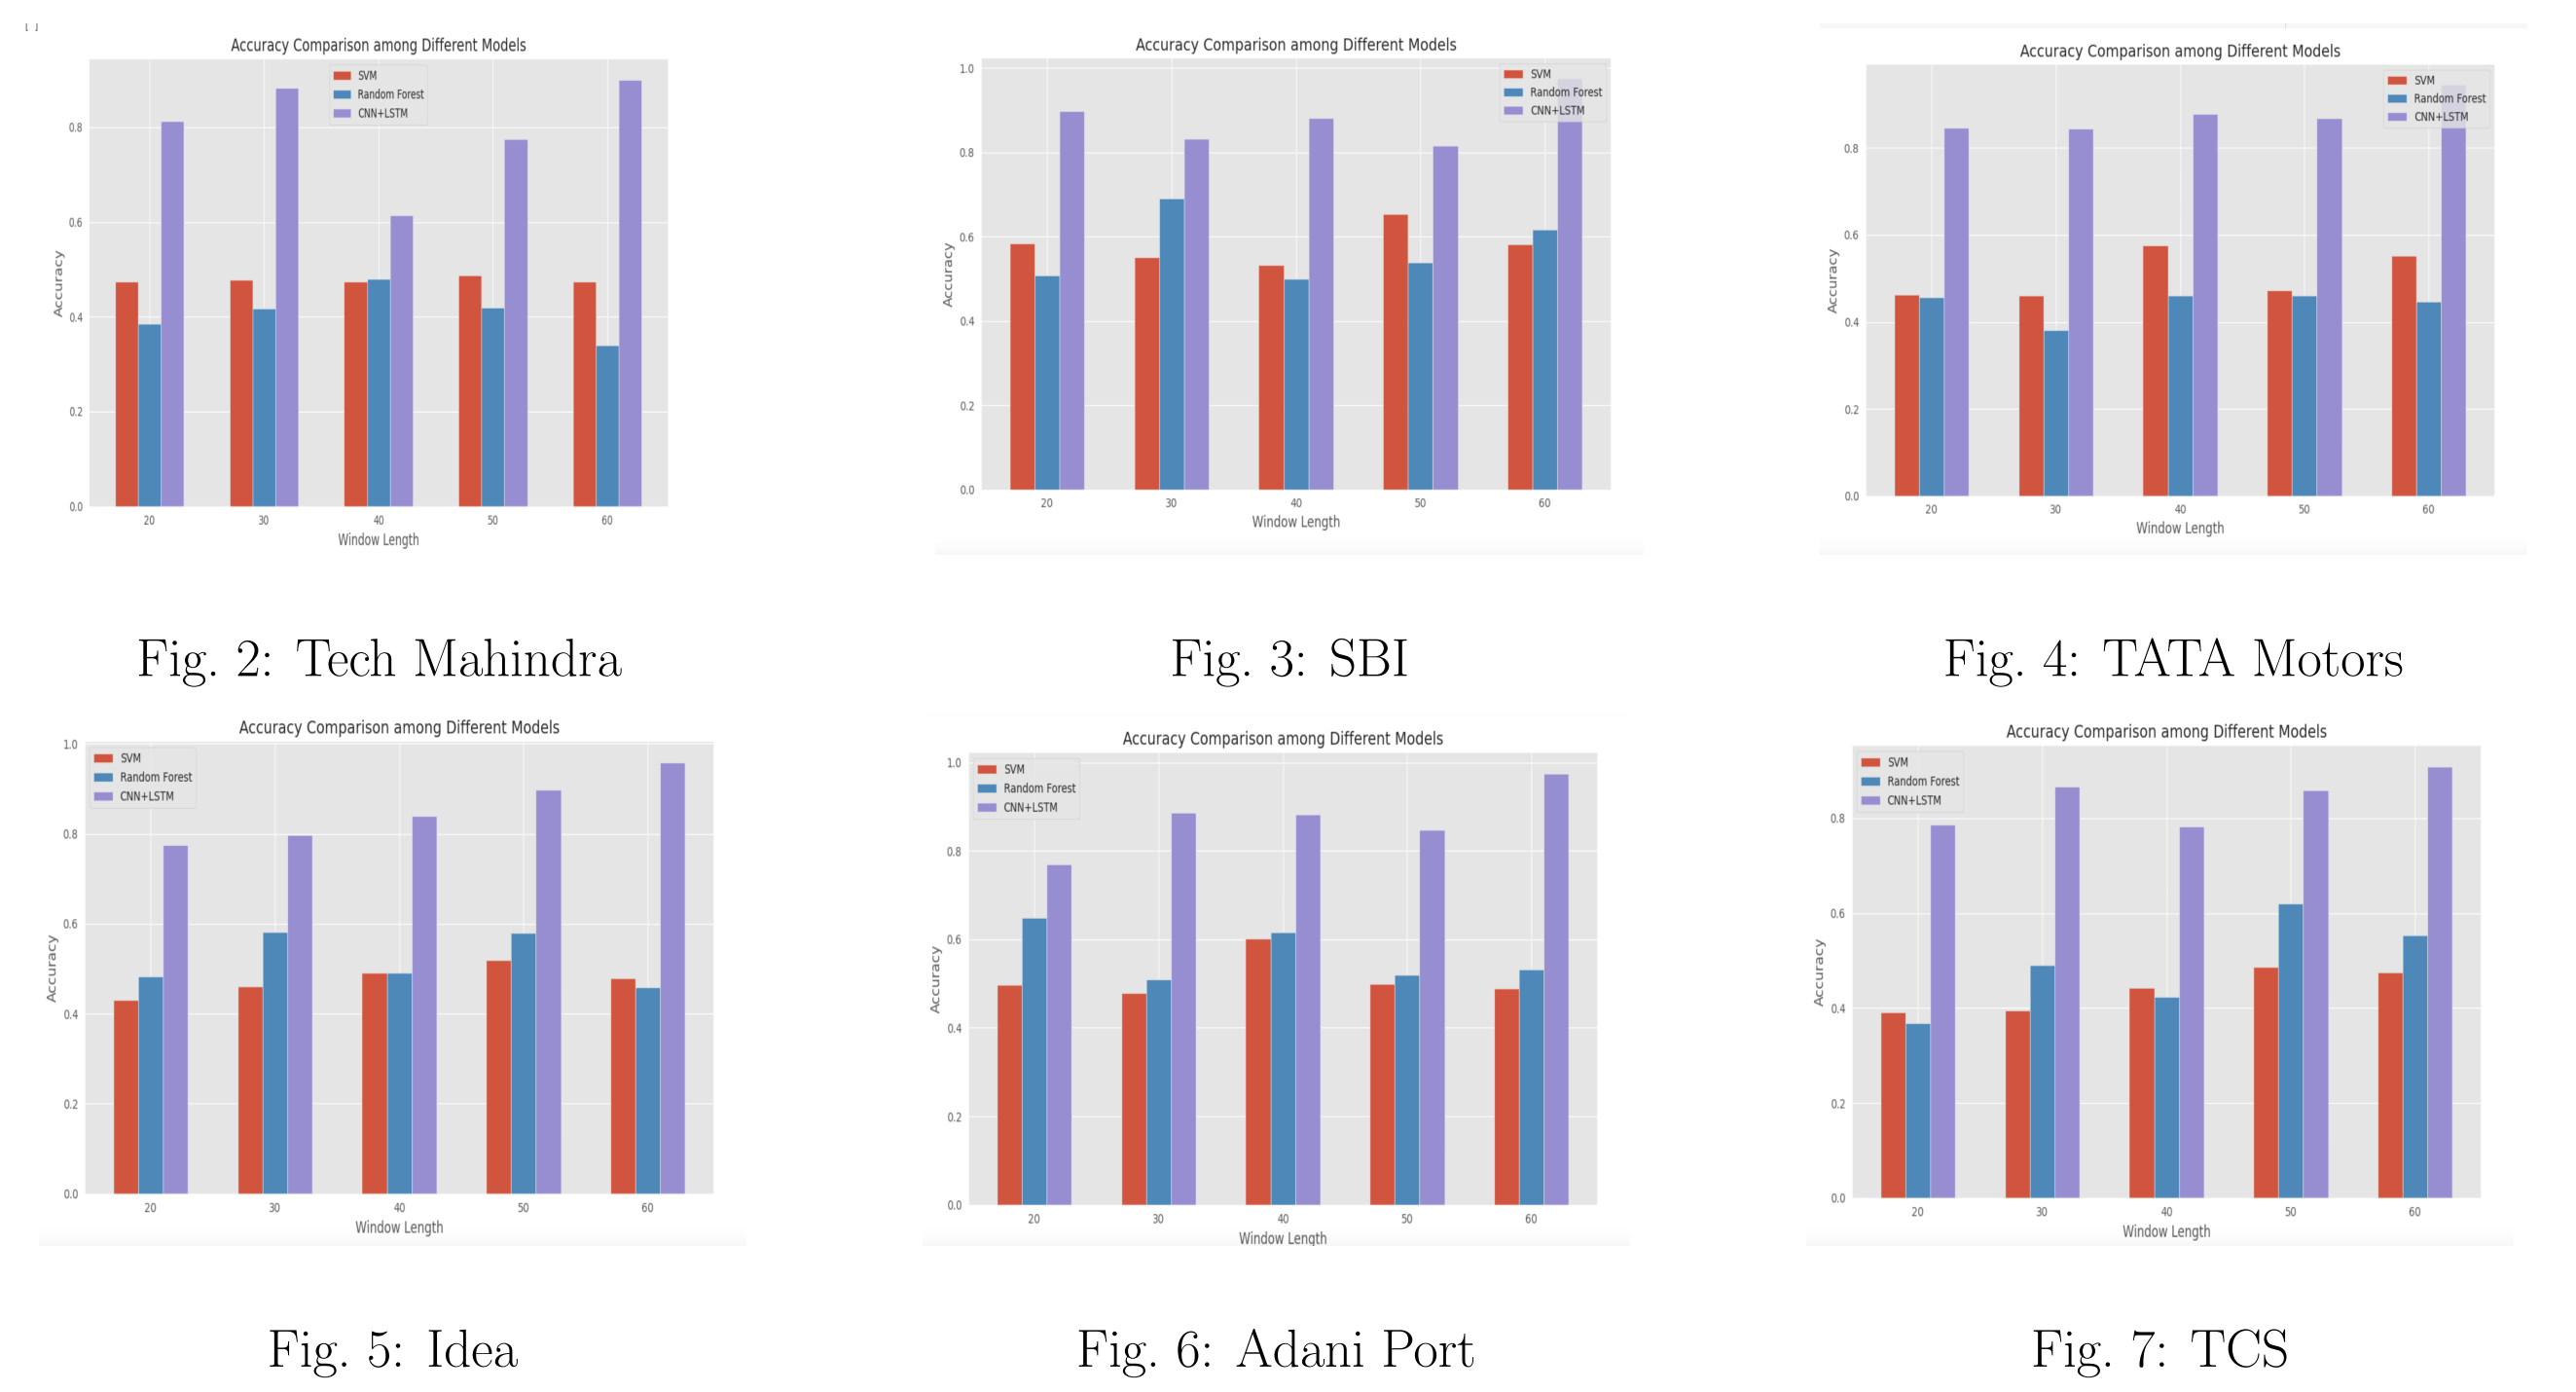 [ ]
Accuracy Comparison among Different Models
SVM
Random Forest
CNN+LSTM
0.8
0.6
0.4
0.2
0.0
Accuracy
20 30 40 50 60
Window Length
Fig. 2: Tech Mahindra
Accuracy Comparison among Different Models
SVM
Random Forest
CNN+LSTM
1.0
0.8
0.6
0.4
0.2
0.0
Accuracy
20 30 40 50 60
Window Length
Fig. 3: SBI
Accuracy Comparison among Different Models
SVM
Random Forest
CNN+LSTM
0.8
0.6
0.4
0.2
0.0
Accuracy
20 30 40 50 60
Window Length
Fig. 4: TATA Motors
Accuracy Comparison among Different Models
SVM
Random Forest
CNN+LSTM
1.0
0.8
0.6
0.4
0.2
0.0
Accuracy
20 30 40 50 60
Window Length
Fig. 5: Idea
Accuracy Comparison among Different Models
SVM
Random Forest
CNN+LSTM
1.0
0.8
0.6
0.4
0.2
0.0
Accuracy
20 30 40 50 60
Window Length
Fig. 6: Adani Port
Accuracy Comparison among Different Models
SVM
Random Forest
CNN+LSTM
0.8
0.6
0.4
0.2
0.0
Accuracy
20 30 40 50 60
Window Length
Fig. 7: TCS